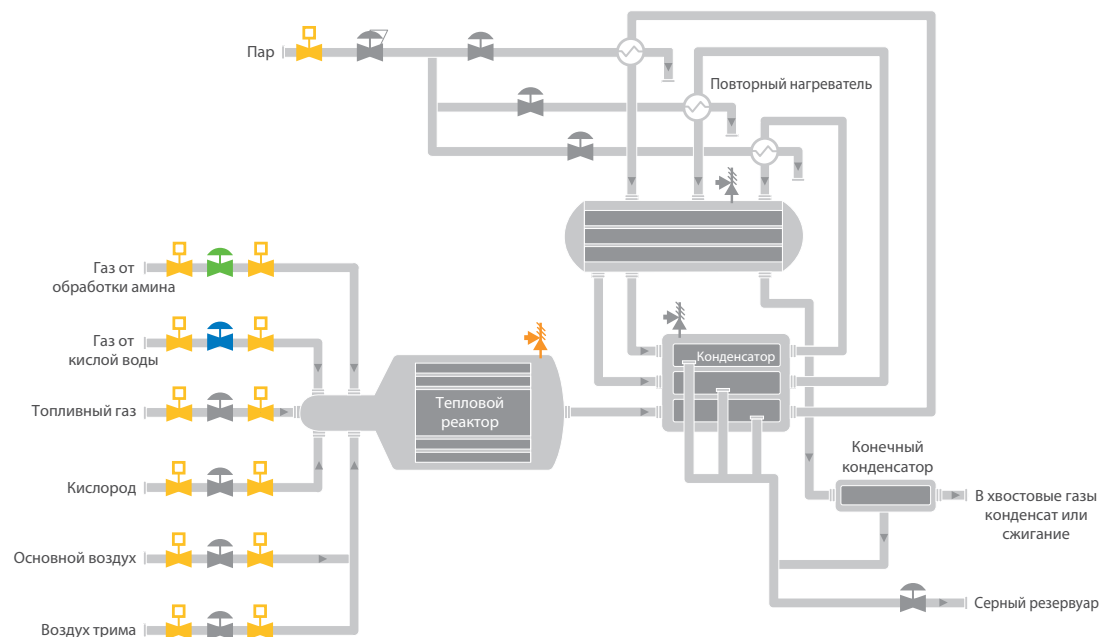 Пар
Повторный нагреватель
Газ от
обработки амина
Газ от
кислой воды
Конденсатор
Топливный газ
Тепловой
реактор
Конечный
конденсатор
Кислород
В хвостовые газы
конденсат или
сжигание
Основной воздух
Серный резервуар
Воздух трима